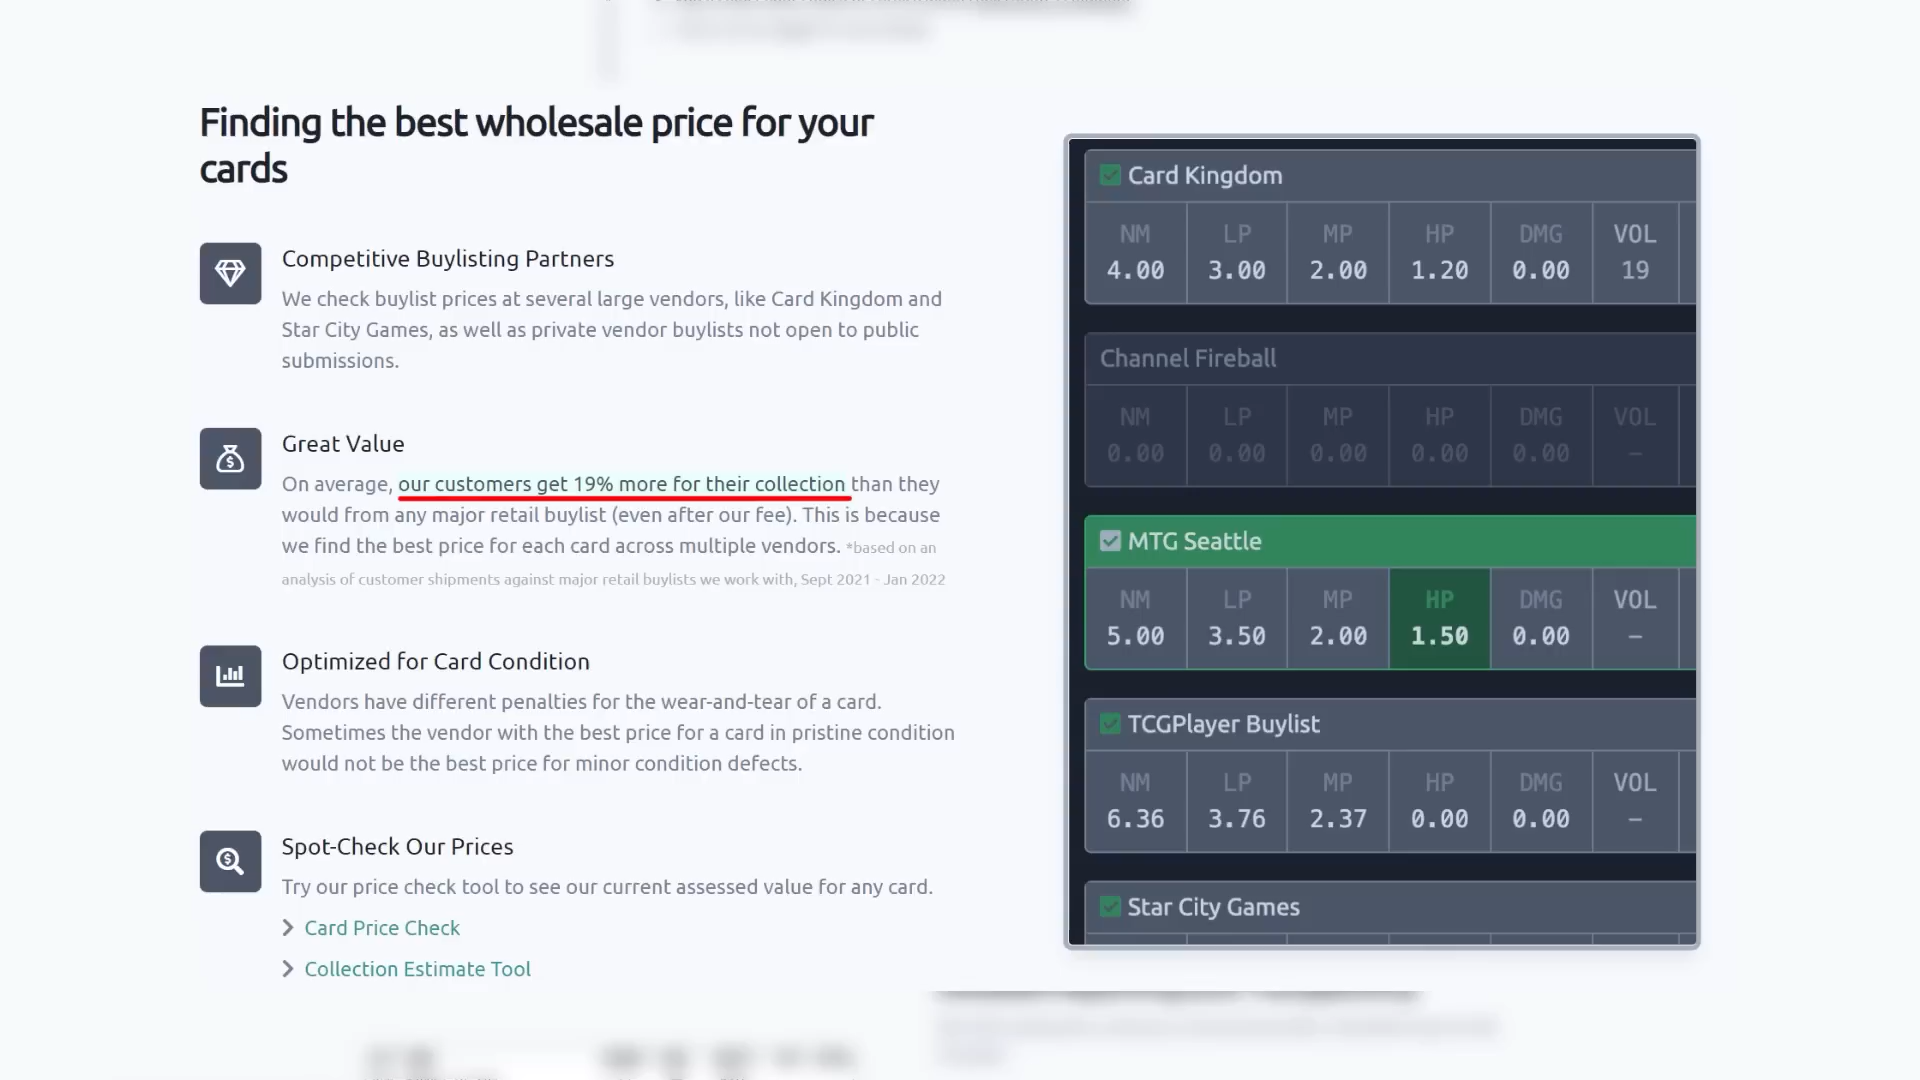 Finding the best wholesale price for your
cards
Competitive Buylisting Partners
We check buylist prices at several large vendors, like Card Kingdom and
Star City Games, as well as private vendor buylists not open to public
submissions.
Great Value
On average, our customers get 19% more for their collection than they
would from any major retail buylist (even after our fee). This is because
we find the best price for each card across multiple vendors. *based on an
analysis of customer shipments against major retail buylists we work with, Sept 2021 - Jan 2022
Optimized for Card Condition
Vendors have different penalties for the wear-and-tear of a card.
Sometimes the vendor with the best price for a card in pristine condition
would not be the best price for minor condition defects.
Spot-Check Our Prices
Try our price check tool to see our current assessed value for any card.
Card Price Check
Collection Estimate Tool
Card Kingdom
NM LP MP HP DMG VOL
4.00 3.00 2.00 1.20 0.00 19
Channel Fireball
NM LP MP HP DMG VOL
0.00 0.00 0.00 0.00 0.00 –
MTG Seattle
NM LP MP HP DMG VOL
5.00 3.50 2.00 1.50 0.00 –
TCGPlayer Buylist
NM LP MP HP DMG VOL
6.36 3.76 2.37 0.00 0.00 –
Star City Games